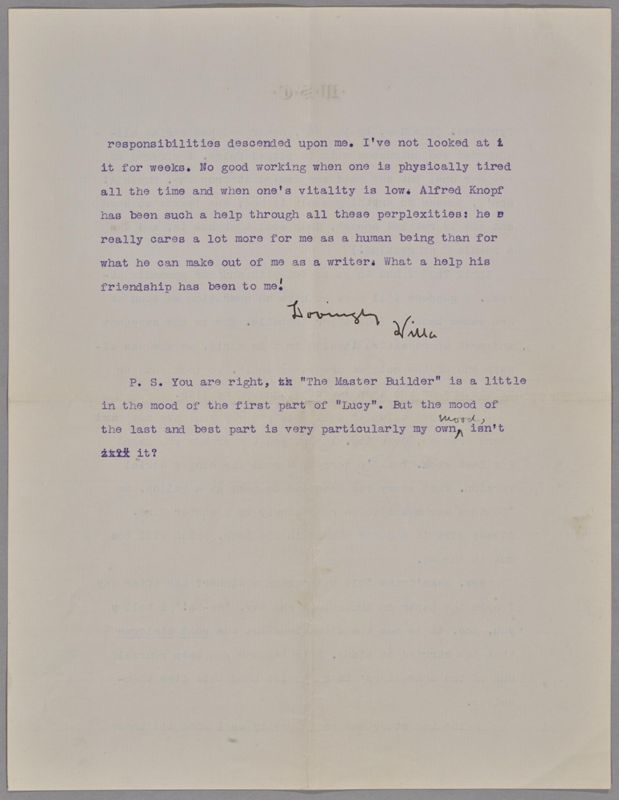 responsibilities descended upon me. I've not looked at i
it for weeks. No good working when one is physically tired
all the time and when one's vitality is low. Alfred Knopf
has been such a help through all these perplexities: he
really cares a lot more for me as a human being than for
what he can make out of me as a writer. What a help his
friendship has been to me!
Lovingly
Willa
P. S. You are right, th "The Master Builder" is a little
in the mood of the first part of "Lucy". But the mood of
the last and best part is very particularly my own mood, isn't
it?